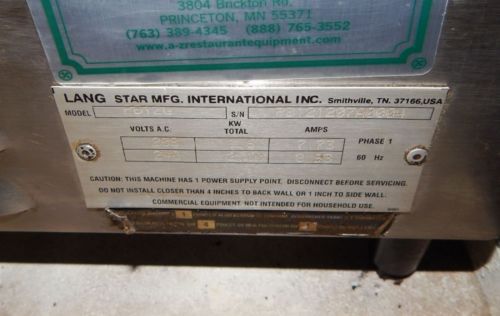 3804 Brickton Rd.
PRINCETON, MN 55371
(763) 389-4345 (888) 765-3552
www.a-zrestaurantequipment.com
LANG STAR MFG. INTERNATIONAL INC. Smithville, TN. 37166,USA
MODEL S/N
KW
VOLTS A.C. TOTAL AMPS
PHASE 1
60 Hz
CAUTION: THIS MACHINE HAS 1 POWER SUPPLY POINT, DISCONNECT BEFORE SERVICING.
DO NOT INSTALL CLOSER THAN 4 INCHES TO BACK WALL OR 1 INCH TO SIDE WALL.
COMMERCIAL EQUIPMENT NOT INTENDED FOR HOUSEHOLD USE.